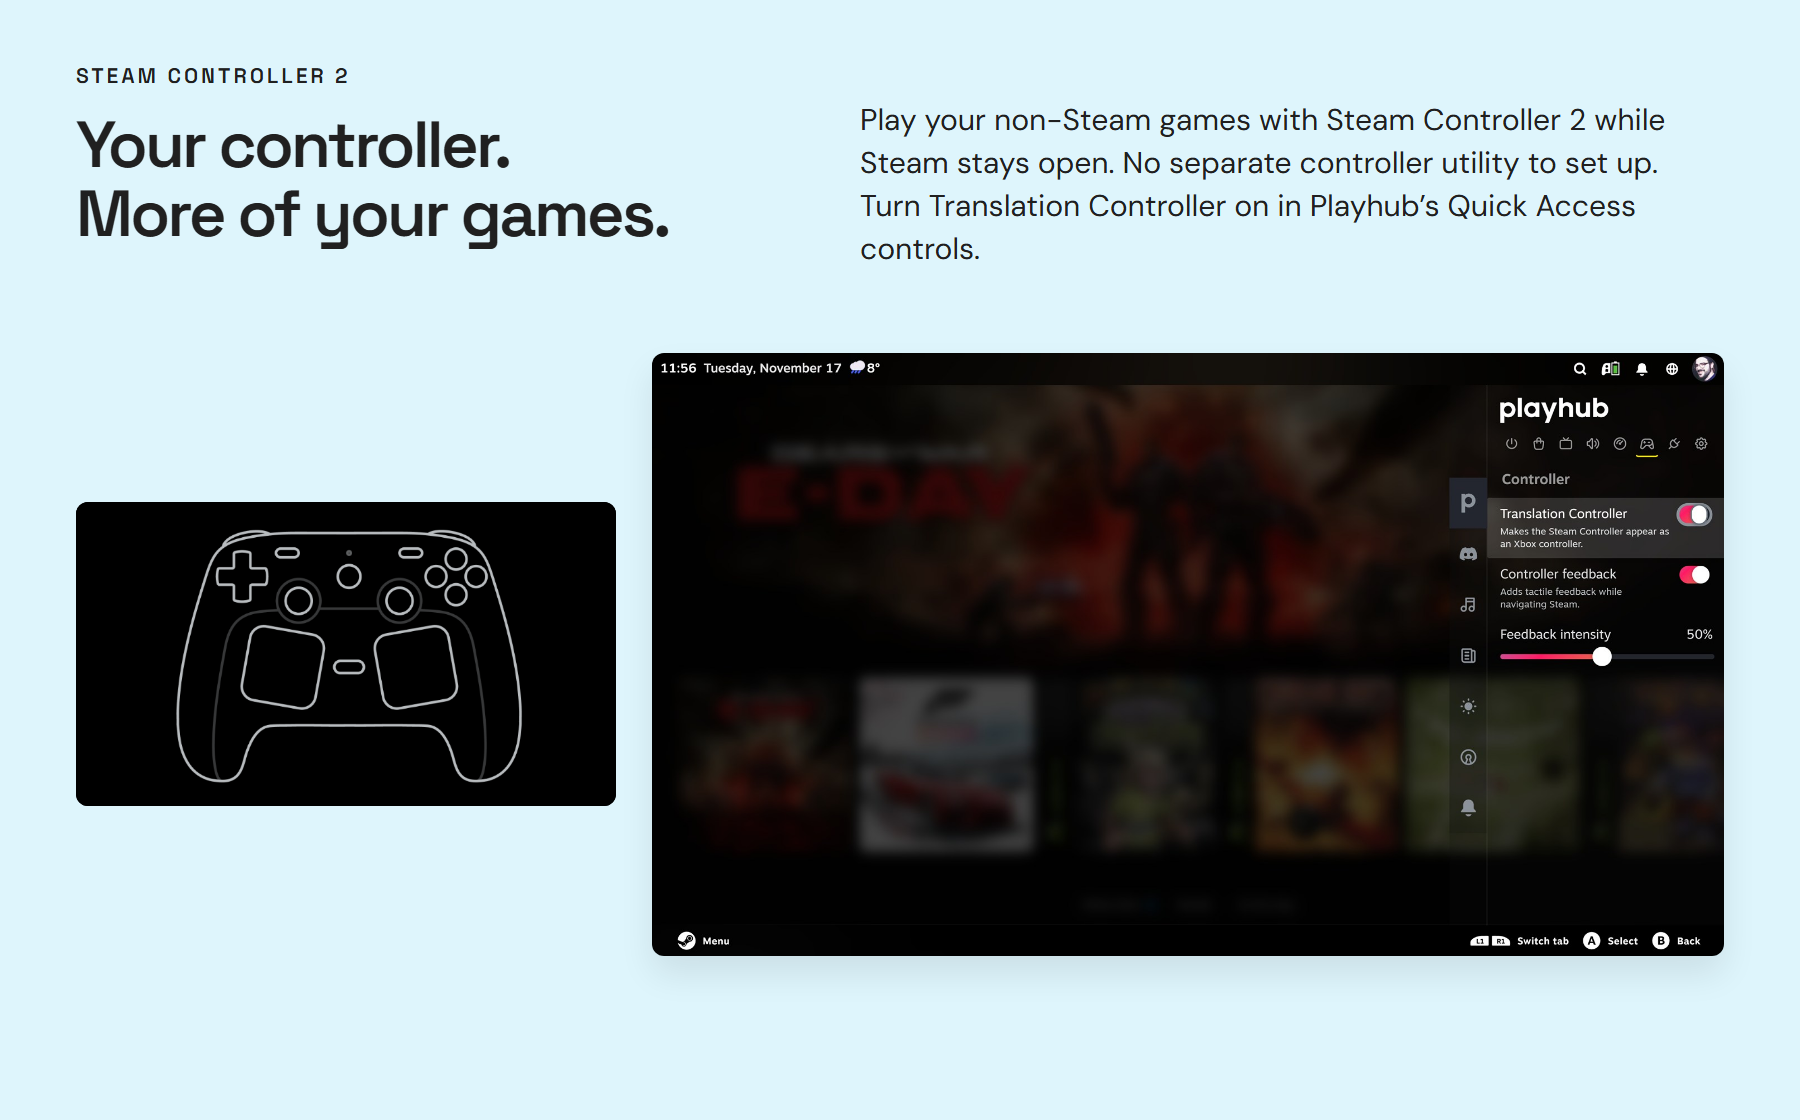 STEAM CONTROLLER 2
Your controller.
More of your games.
Play your non-Steam games with Steam Controller 2 while
Steam stays open. No separate controller utility to set up.
Turn Translation Controller on in Playhub’s Quick Access
controls.
11:56 Tuesday, November 17 8°
E-DAY
playhub
Controller
p
Translation Controller
Makes the Steam Controller appear as
an Xbox controller.
Controller feedback
Adds tactile feedback while
navigating Steam.
Feedback intensity 50%
Menu
L1 R1 Switch tab A Select B Back